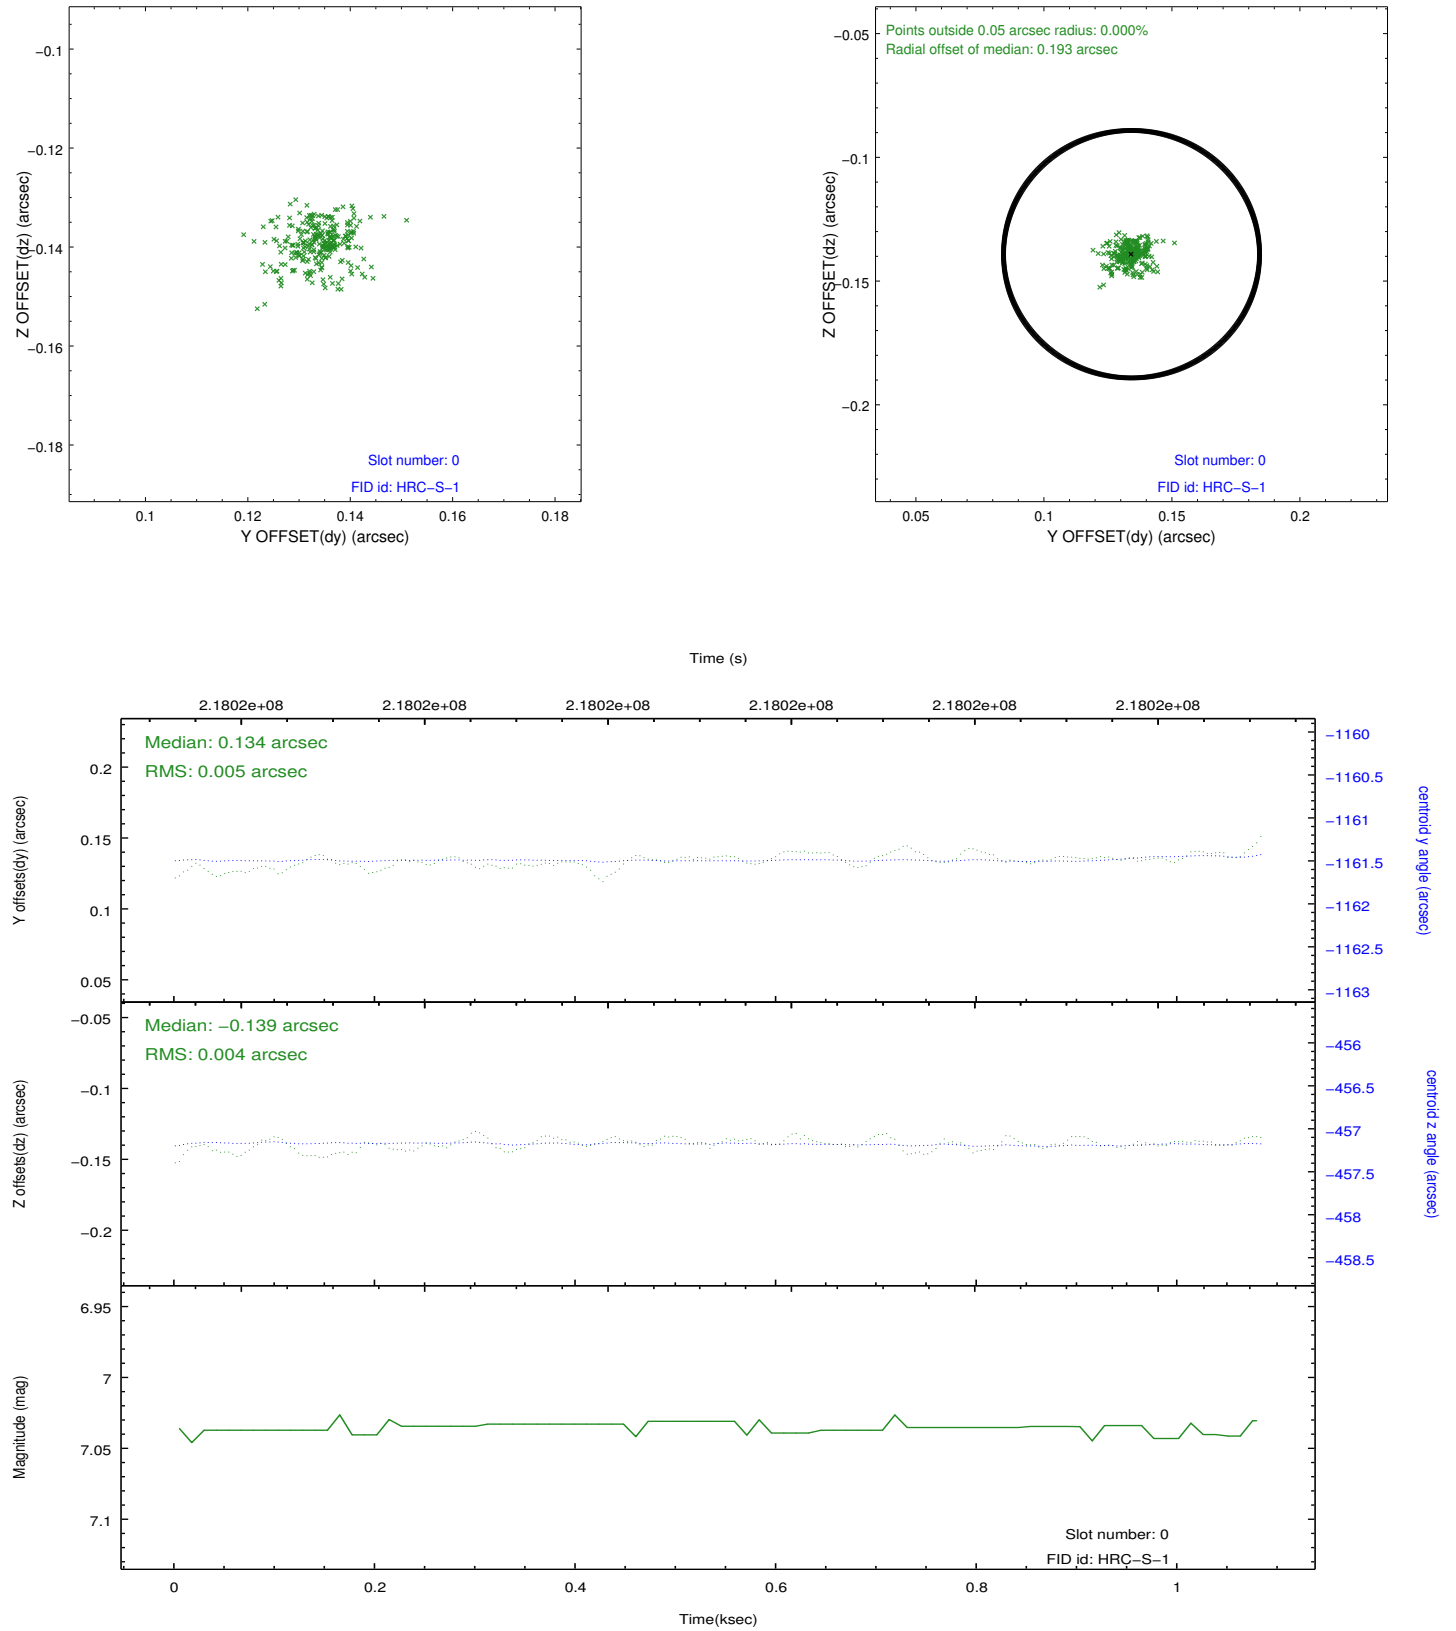 −0.1
−0.12
−0.14
−0.16
−0.18
Z OFFSET(dz) (arcsec)
Slot number: 0
FID id: HRC−S−1
0.1 0.12 0.14 0.16 0.18
Y OFFSET(dy) (arcsec)
Points outside 0.05 arcsec radius: 0.000%
Radial offset of median: 0.193 arcsec
−0.05
−0.1
−0.15
−0.2
Z OFFSET(dz) (arcsec)
Slot number: 0
FID id: HRC−S−1
0.05 0.1 0.15 0.2
Y OFFSET(dy) (arcsec)
Time (s)
2.1802e+08 2.1802e+08 2.1802e+08 2.1802e+08 2.1802e+08 2.1802e+08
Median: 0.134 arcsec
RMS: 0.005 arcsec
0.2
0.15
0.1
0.05
Y offsets(dy) (arcsec)
−1160
−1160.5
−1161
−1161.5
−1162
−1162.5
−1163
centroid y angle (arcsec)
Median: −0.139 arcsec
RMS: 0.004 arcsec
−0.05
−0.1
−0.15
−0.2
Z offsets(dz) (arcsec)
−456
−456.5
−457
−457.5
−458
−458.5
centroid z angle (arcsec)
6.95
7
7.05
7.1
Magnitude (mag)
Slot number: 0
FID id: HRC−S−1
0 0.2 0.4 0.6 0.8 1
Time(ksec)